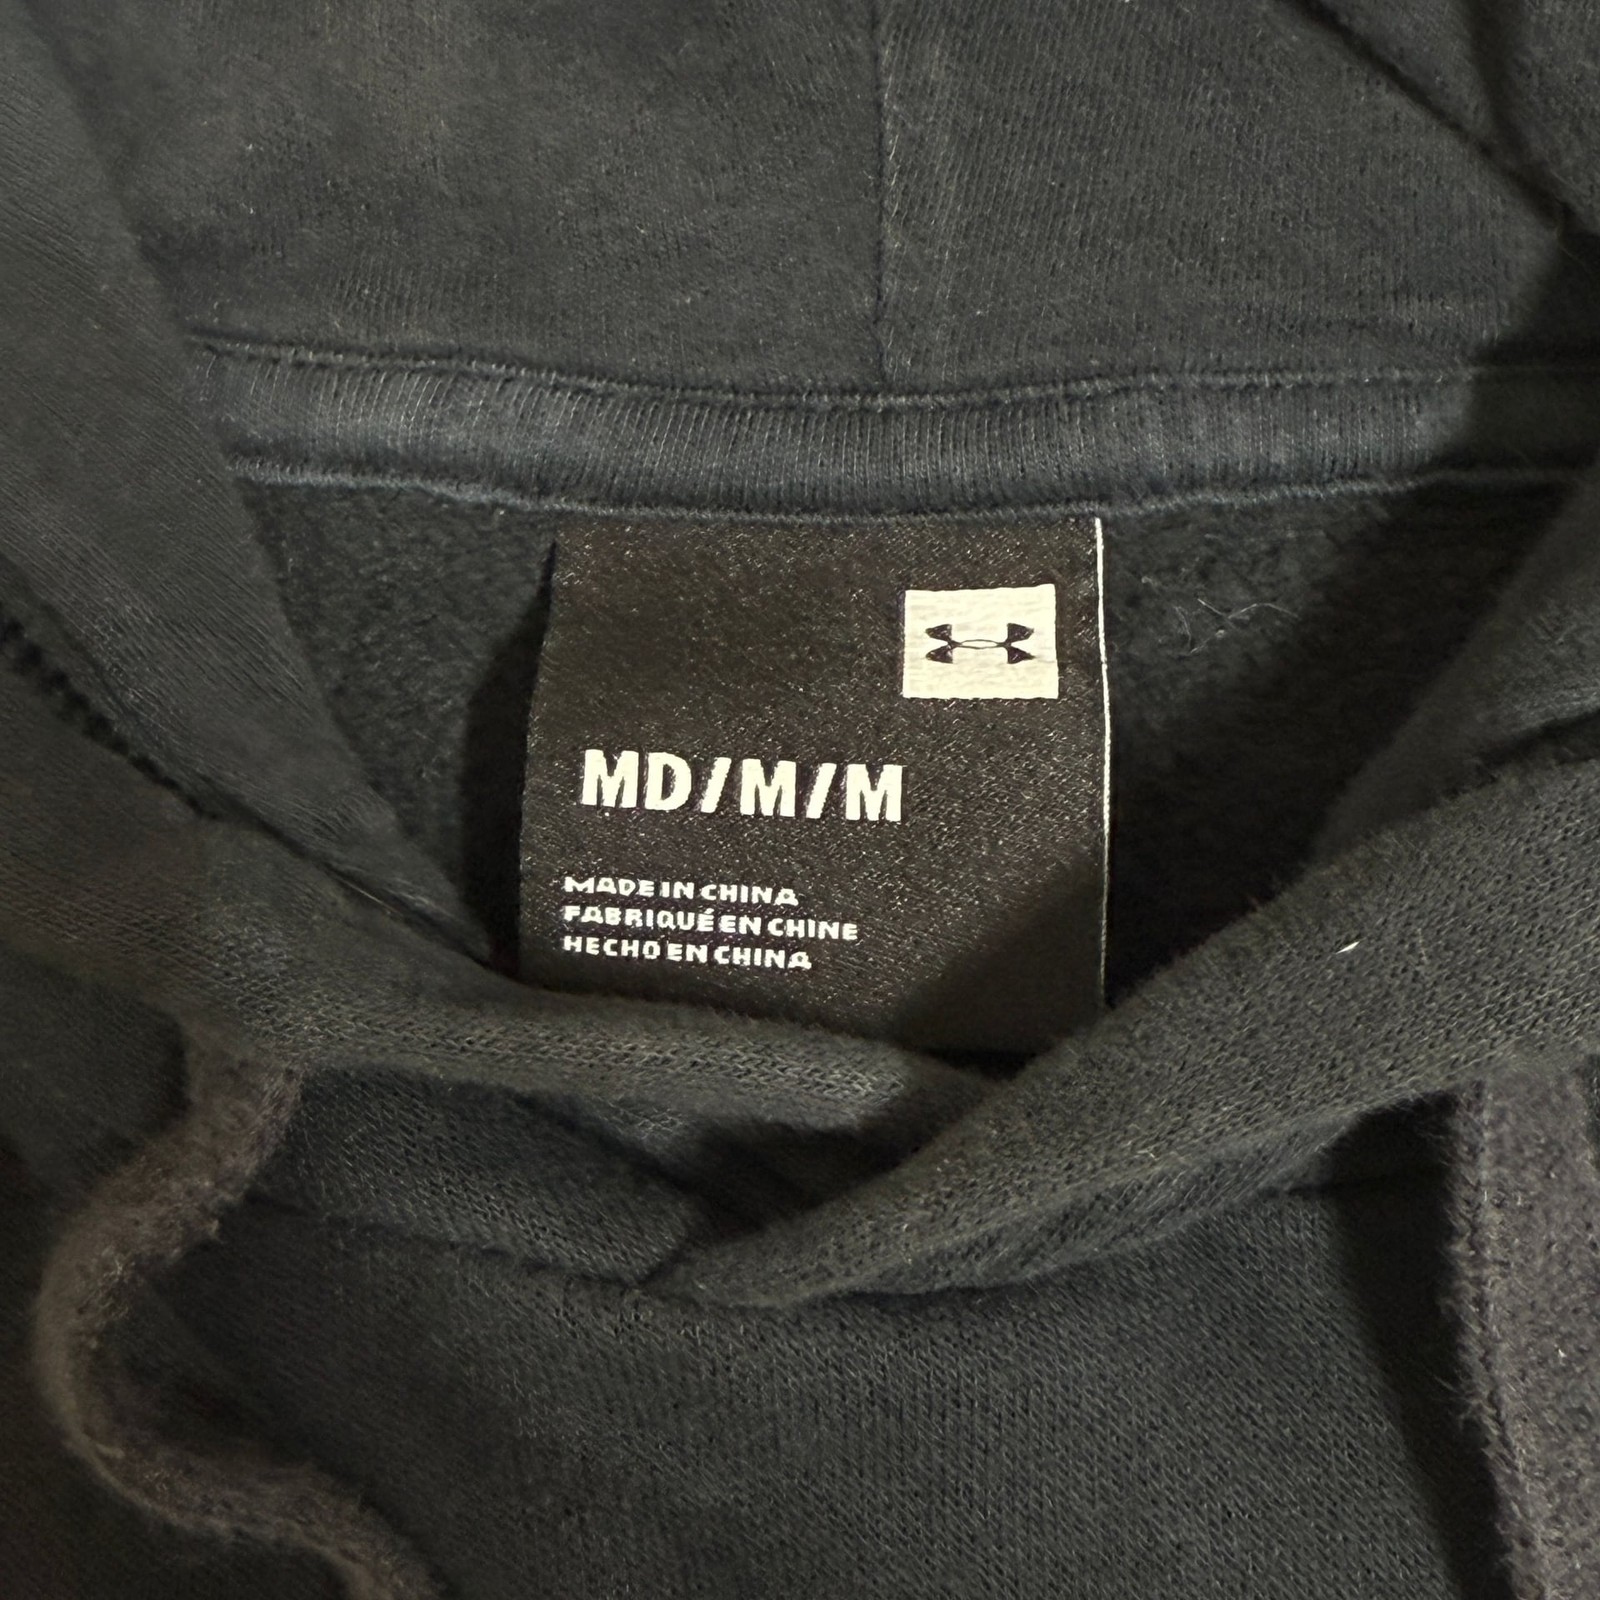 MD/M/M
MADE IN CHINA
FABRIQUÉ EN CHINE
HECHO EN CHINA